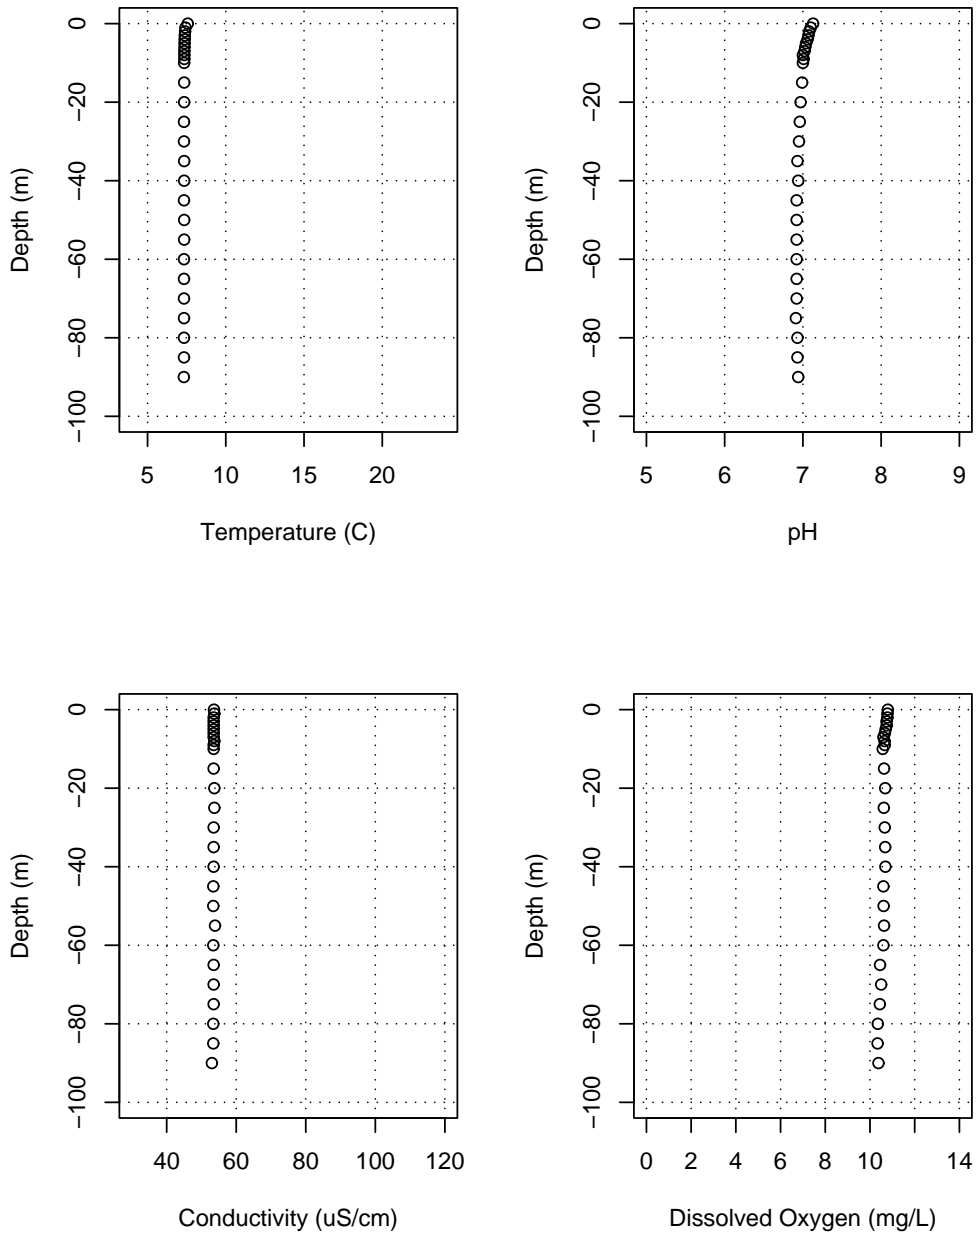 0
−20
−40
−60
−80
−100
Depth (m)
5 10 15 20
Temperature (C)
0
−20
−40
−60
−80
−100
Depth (m)
5 6 7 8 9
pH
0
−20
−40
−60
−80
−100
Depth (m)
40 60 80 100 120
Conductivity (uS/cm)
0
−20
−40
−60
−80
−100
Depth (m)
0 2 4 6 8 10 14
Dissolved Oxygen (mg/L)